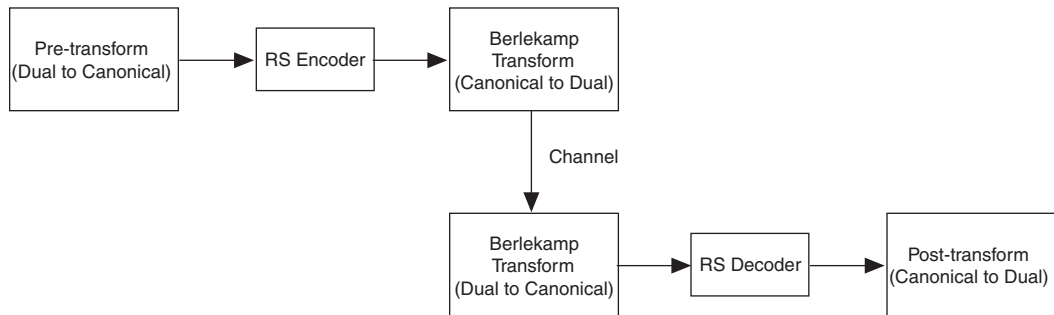 Pre-transform
(Dual to Canonical)
RS Encoder
Berlekamp
Transform
(Canonical to Dual)
Channel
Berlekamp
Transform
(Dual to Canonical)
RS Decoder
Post-transform
(Canonical to Dual)